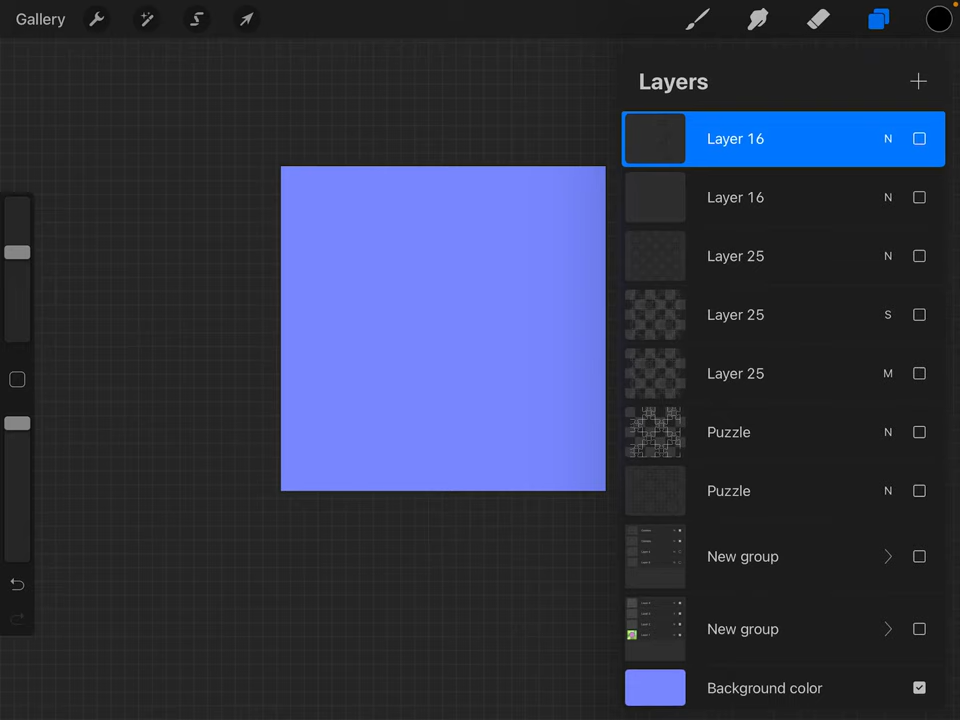 Gallery
Layers
Layer 16 N
Layer 16 N
Layer 25 N
Layer 25 S
Layer 25 M
Puzzle N
Puzzle N
New group
New group
Background color